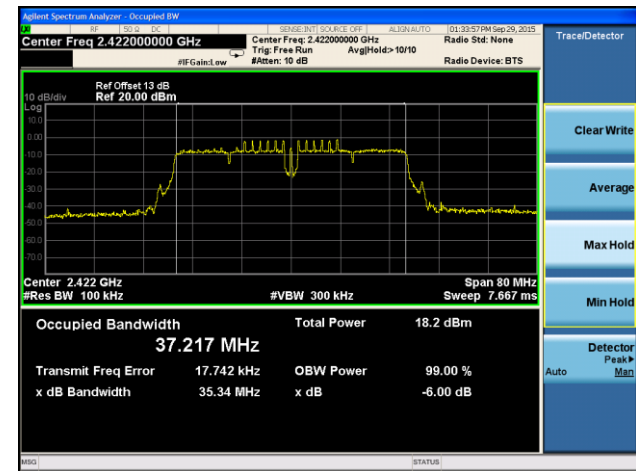 Agilent Spectrum Analyzer - Occupied BW
RF 50 Ω DC SENSE:INT SOURCE OFF ALIGN AUTO 01:33:57 PM Sep 29, 2015
Center Freq 2.422000000 GHz
Center Freq: 2.422000000 GHz
Radio Std: None
Trig: Free Run Avg|Hold:>10/10
#IFGain:Low #Atten: 10 dB Radio Device: BTS
Ref Offset 13 dB
10 dB/div Ref 20.00 dBm
Log
10.0
0.00
-10.0
-20.0
-30.0
-40.0
-50.0
-60.0
-70.0
Center 2.422 GHz Span 80 MHz
#Res BW 100 kHz #VBW 300 kHz Sweep 7.667 ms
Occupied Bandwidth Total Power 18.2 dBm
37.217 MHz
Transmit Freq Error 17.742 kHz OBW Power 99.00 %
x dB Bandwidth 35.34 MHz x dB -6.00 dB
MSG STATUS
Trace/Detector
Clear Write
Average
Max Hold
Min Hold
Detector
Peak▶
Auto Man